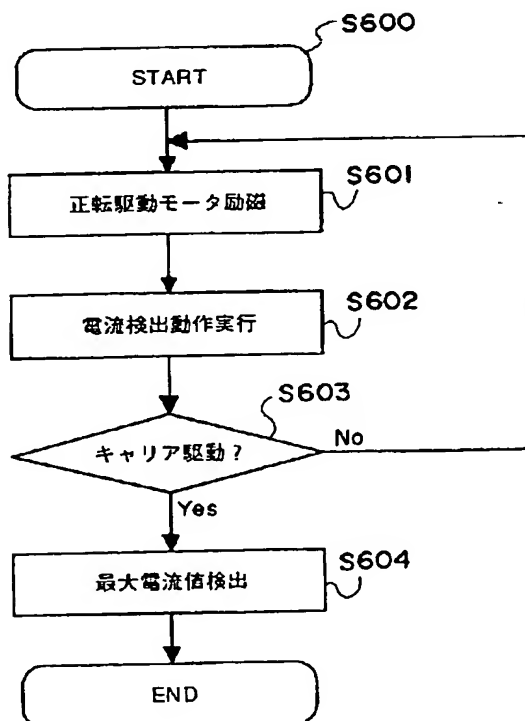 S600
START
S601
正転駆動モータ励磁
S602
電流検出動作実行
S603
キャリア駆動？
No
Yes
S604
最大電流値検出
END